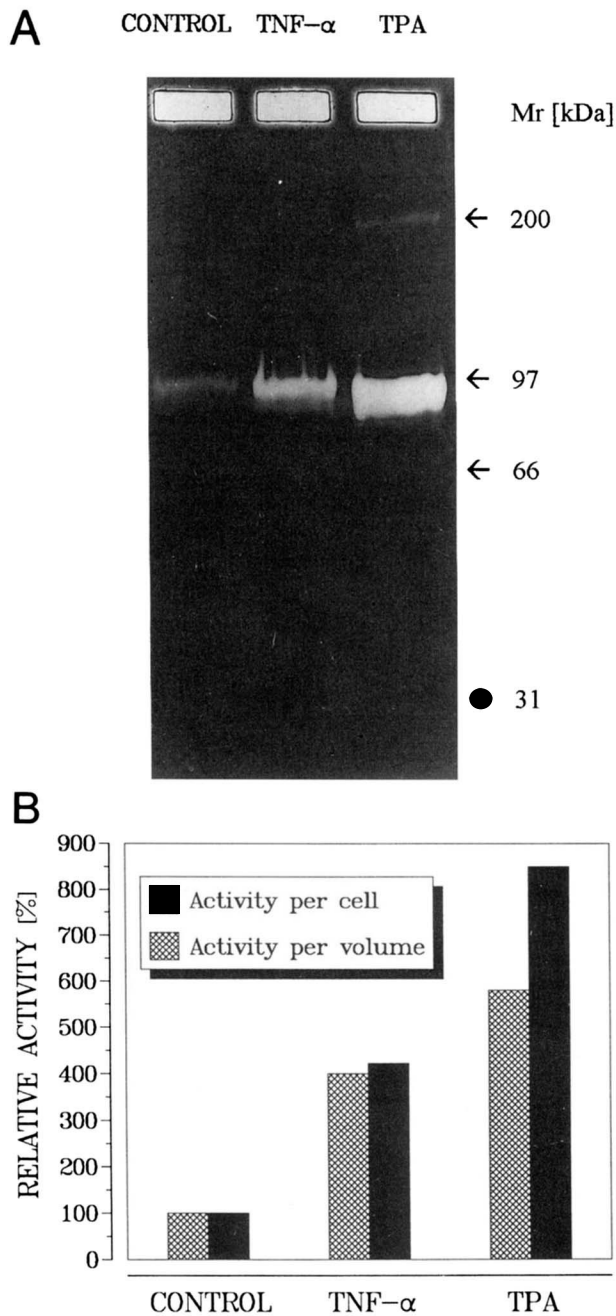 A
CONTROL TNF-α TPA
Mr [kDa]
← 200
← 97
← 66
● 31
B
RELATIVE ACTIVITY [%]
900
800
700
600
500
400
300
200
100
0
Activity per cell
Activity per volume
CONTROL TNF-α TPA